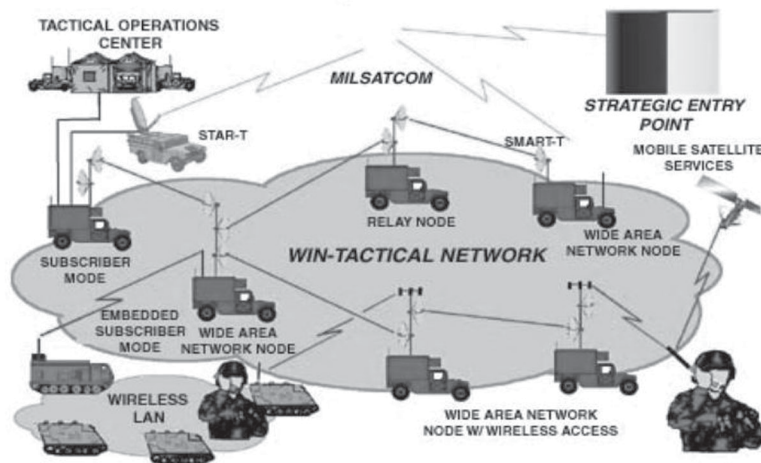 TACTICAL OPERATIONS
CENTER
MILSATCOM
STRATEGIC ENTRY
POINT
STAR-T
SMART-T
MOBILE SATELLITE
SERVICES
RELAY NODE
WIDE AREA
NETWORK NODE
SUBSCRIBER
MODE
WIN-TACTICAL NETWORK
EMBEDDED
SUBSCRIBER
MODE
WIDE AREA
NETWORK NODE
WIRELESS
LAN
WIDE AREA NETWORK
NODE W/ WIRELESS ACCESS